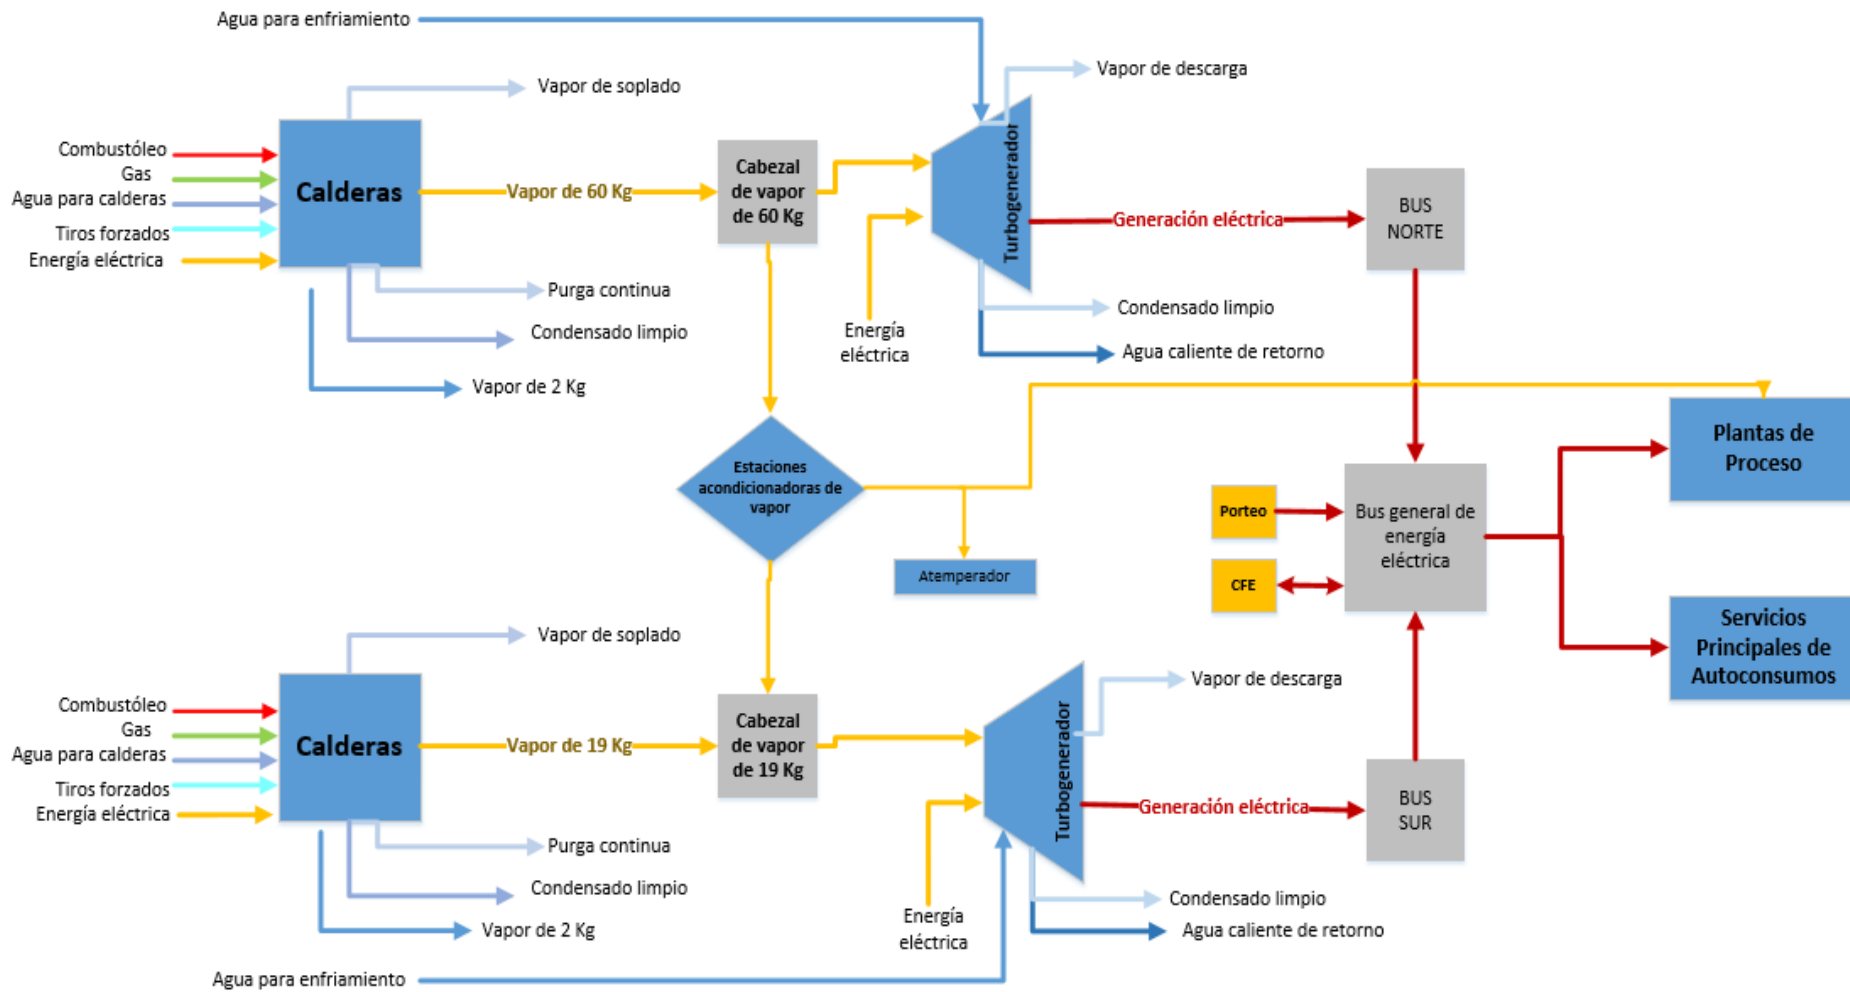 Agua para enfriamiento
Vapor de soplado
Vapor de descarga
Combustóleo
Gas
Agua para calderas
Tiros forzados
Energía eléctrica
Calderas
Vapor de 60 Kg
Cabezal
de vapor
de 60 Kg
Turbogenerador
Generación eléctrica
BUS
NORTE
Purga continua
Condensado limpio
Vapor de 2 Kg
Energía
eléctrica
Condensado limpio
Agua caliente de retorno
Estaciones
acondicionadoras de
vapor
Atemperador
Porteo
CFE
Bus general de
energía
eléctrica
Plantas de
Proceso
Servicios
Principales de
Autoconsumos
Vapor de soplado
Vapor de descarga
Combustóleo
Gas
Agua para calderas
Tiros forzados
Energía eléctrica
Calderas
Vapor de 19 Kg
Cabezal
de vapor
de 19 Kg
Turbogenerador
Generación eléctrica
BUS
SUR
Purga continua
Condensado limpio
Vapor de 2 Kg
Energía
eléctrica
Condensado limpio
Agua caliente de retorno
Agua para enfriamiento